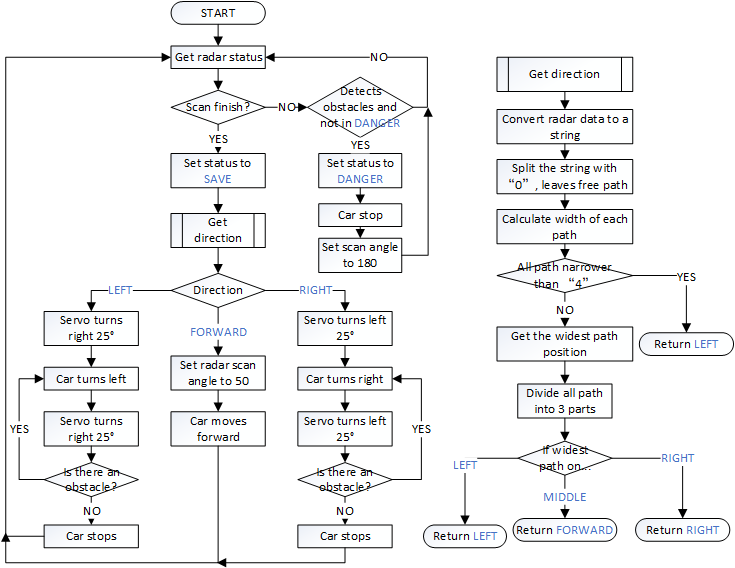 START
Get radar status
NO
Scan finish?
NO
Detects
obstacles and
not in DANGER
YES
YES
Set status to
SAVE
Set status to
DANGER
Car stop
Set scan angle
to 180
Get
direction
Direction
LEFT
RIGHT
FORWARD
Servo turns
right 25°
Car turns left
Servo turns
right 25°
YES
Is there an
obstacle?
NO
Car stops
Set radar scan
angle to 50
Car moves
forward
Servo turns left
25°
Car turns right
Servo turns left
25°
YES
Is there an
obstacle?
NO
Car stops
Get direction
Convert radar data to a
string
Split the string with
“0”, leaves free path
Calculate width of each
path
All path narrower
than “4”
YES
NO
Return LEFT
Get the widest path
position
Divide all path
into 3 parts
If widest
path on...
LEFT
RIGHT
MIDDLE
Return LEFT
Return FORWARD
Return RIGHT